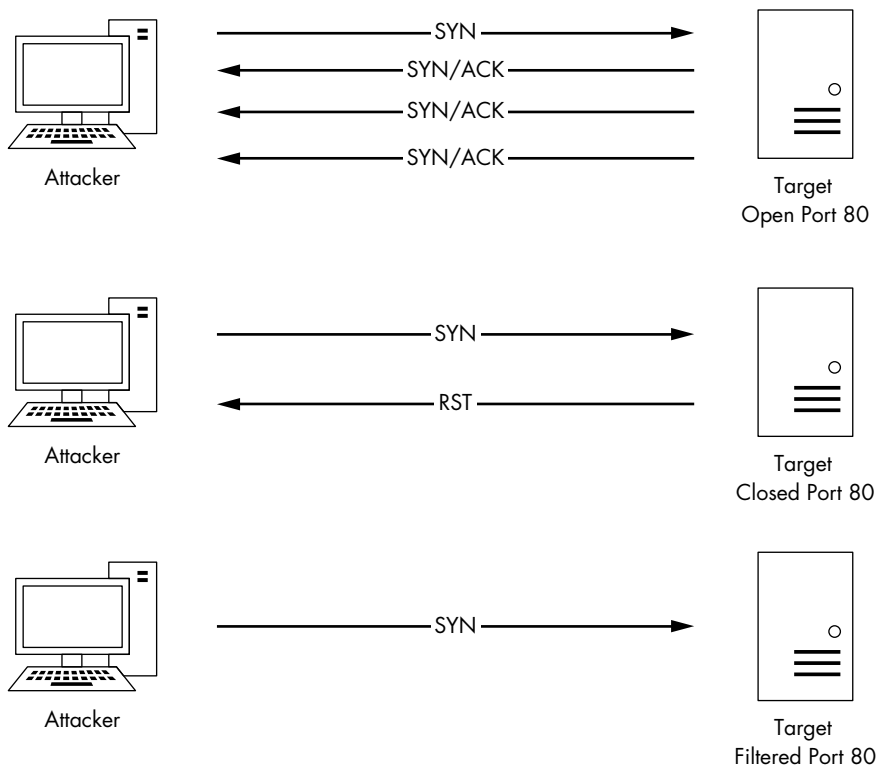 SYN
SYN/ACK
SYN/ACK
SYN/ACK
Attacker
Target
Open Port 80
SYN
RST
Attacker
Target
Closed Port 80
SYN
Attacker
Target
Filtered Port 80